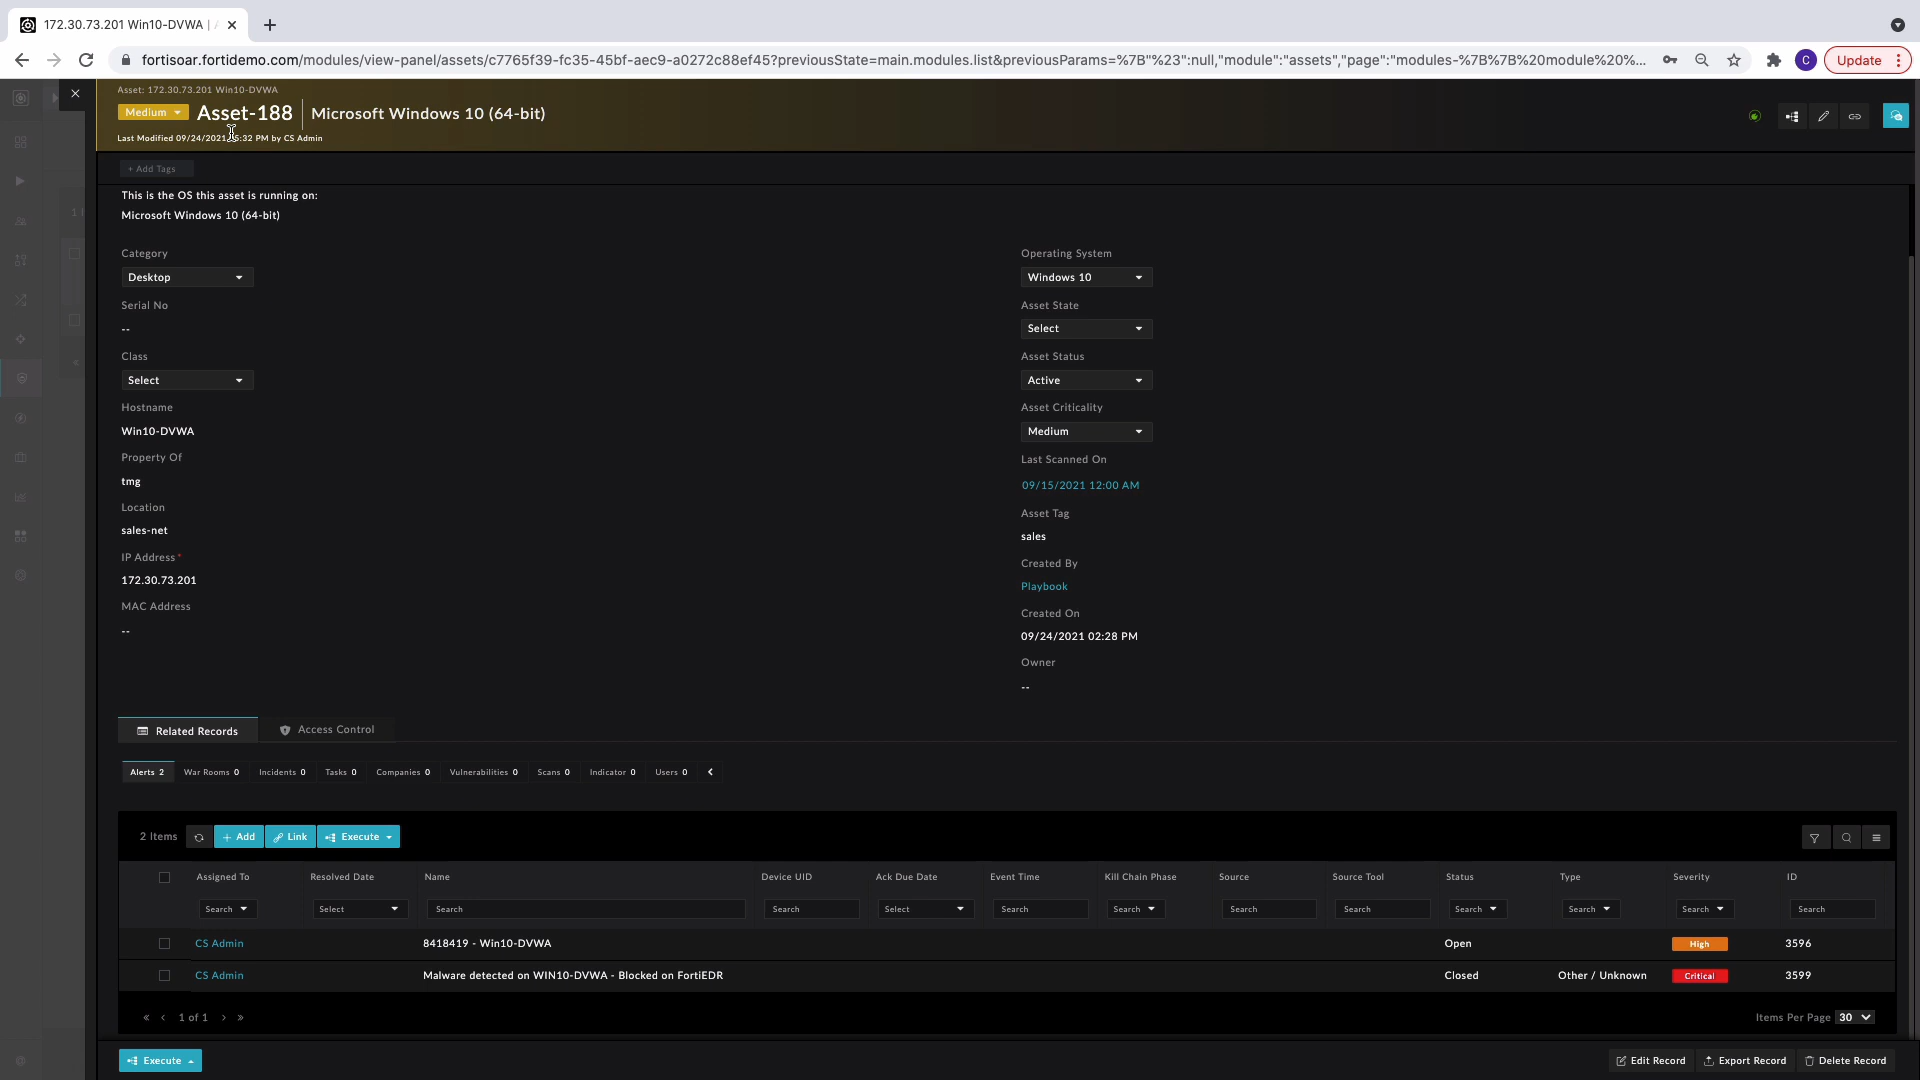 172.30.73.201 Win10-DVWA |
fortisoar.fortidemo.com/modules/view-panel/assets/c7765f39-fc35-45bf-aec9-a0272c88ef45?previousState=main.modules.list&previousParams=%7B"%23":null,"module":"assets","page":"modules-%7B%7B%20module%20%...
C
Update
Asset: 172.30.73.201 Win10-DVWA
Medium
Asset-188
Microsoft Windows 10 (64-bit)
Last Modified 09/24/2021 :32 PM by CS Admin
+ Add Tags
This is the OS this asset is running on:
Microsoft Windows 10 (64-bit)
Category
Desktop
Serial No
--
Class
Select
Hostname
Win10-DVWA
Property Of
tmg
Location
sales-net
IP Address*
172.30.73.201
MAC Address
--
Operating System
Windows 10
Asset State
Select
Asset Status
Active
Asset Criticality
Medium
Last Scanned On
09/15/2021 12:00 AM
Asset Tag
sales
Created By
Playbook
Created On
09/24/2021 02:28 PM
Owner
--
Related Records
Access Control
Alerts 2 War Rooms 0 Incidents 0 Tasks 0 Companies 0 Vulnerabilities 0 Scans 0 Indicator 0 Users 0
2 Items + Add Link Execute
Assigned To Resolved Date Name Device UID Ack Due Date Event Time Kill Chain Phase Source Source Tool Status Type Severity ID
Search Select Search Search Select Search Search Search Search Search Search Search Search
CS Admin 8418419 - Win10-DVWA Open High 3596
CS Admin Malware detected on WIN10-DVWA - Blocked on FortiEDR Closed Other / Unknown Critical 3599
« ‹ 1 of 1 › »
Items Per Page 30
Execute
Edit Record Export Record Delete Record